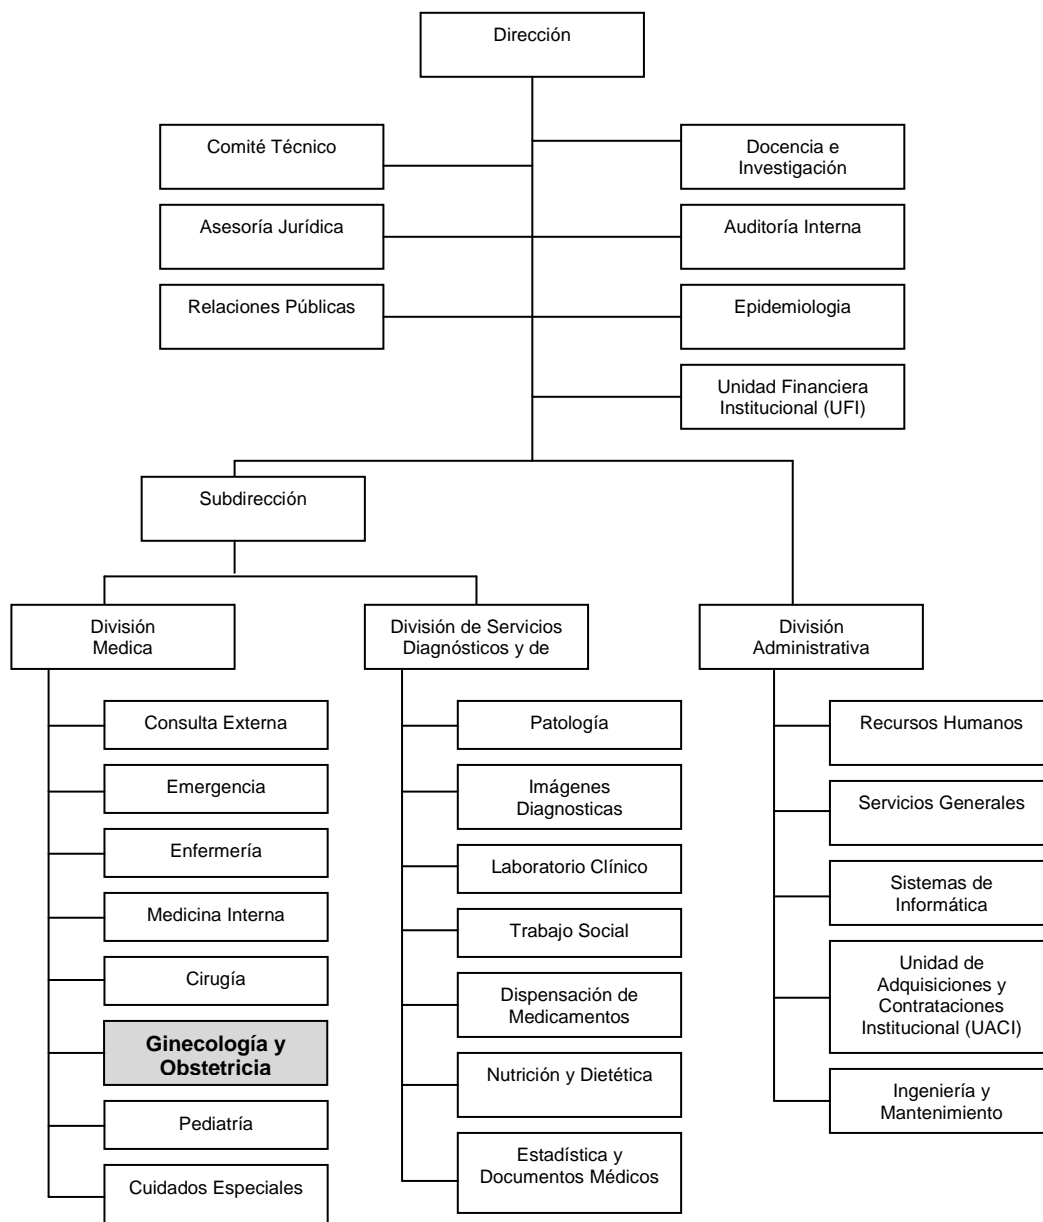 Dirección
Comité Técnico
Docencia e
Investigación
Asesoría Jurídica
Auditoría Interna
Relaciones Públicas
Epidemiologia
Unidad Financiera
Institucional (UFI)
Subdirección
División
Medica
División de Servicios
Diagnósticos y de
División
Administrativa
Consulta Externa
Emergencia
Enfermería
Medicina Interna
Cirugía
Ginecología y
Obstetricia
Pediatría
Cuidados Especiales
Patología
Imágenes
Diagnosticas
Laboratorio Clínico
Trabajo Social
Dispensación de
Medicamentos
Nutrición y Dietética
Estadística y
Documentos Médicos
Recursos Humanos
Servicios Generales
Sistemas de
Informática
Unidad de
Adquisiciones y
Contrataciones
Institucional (UACI)
Ingeniería y
Mantenimiento